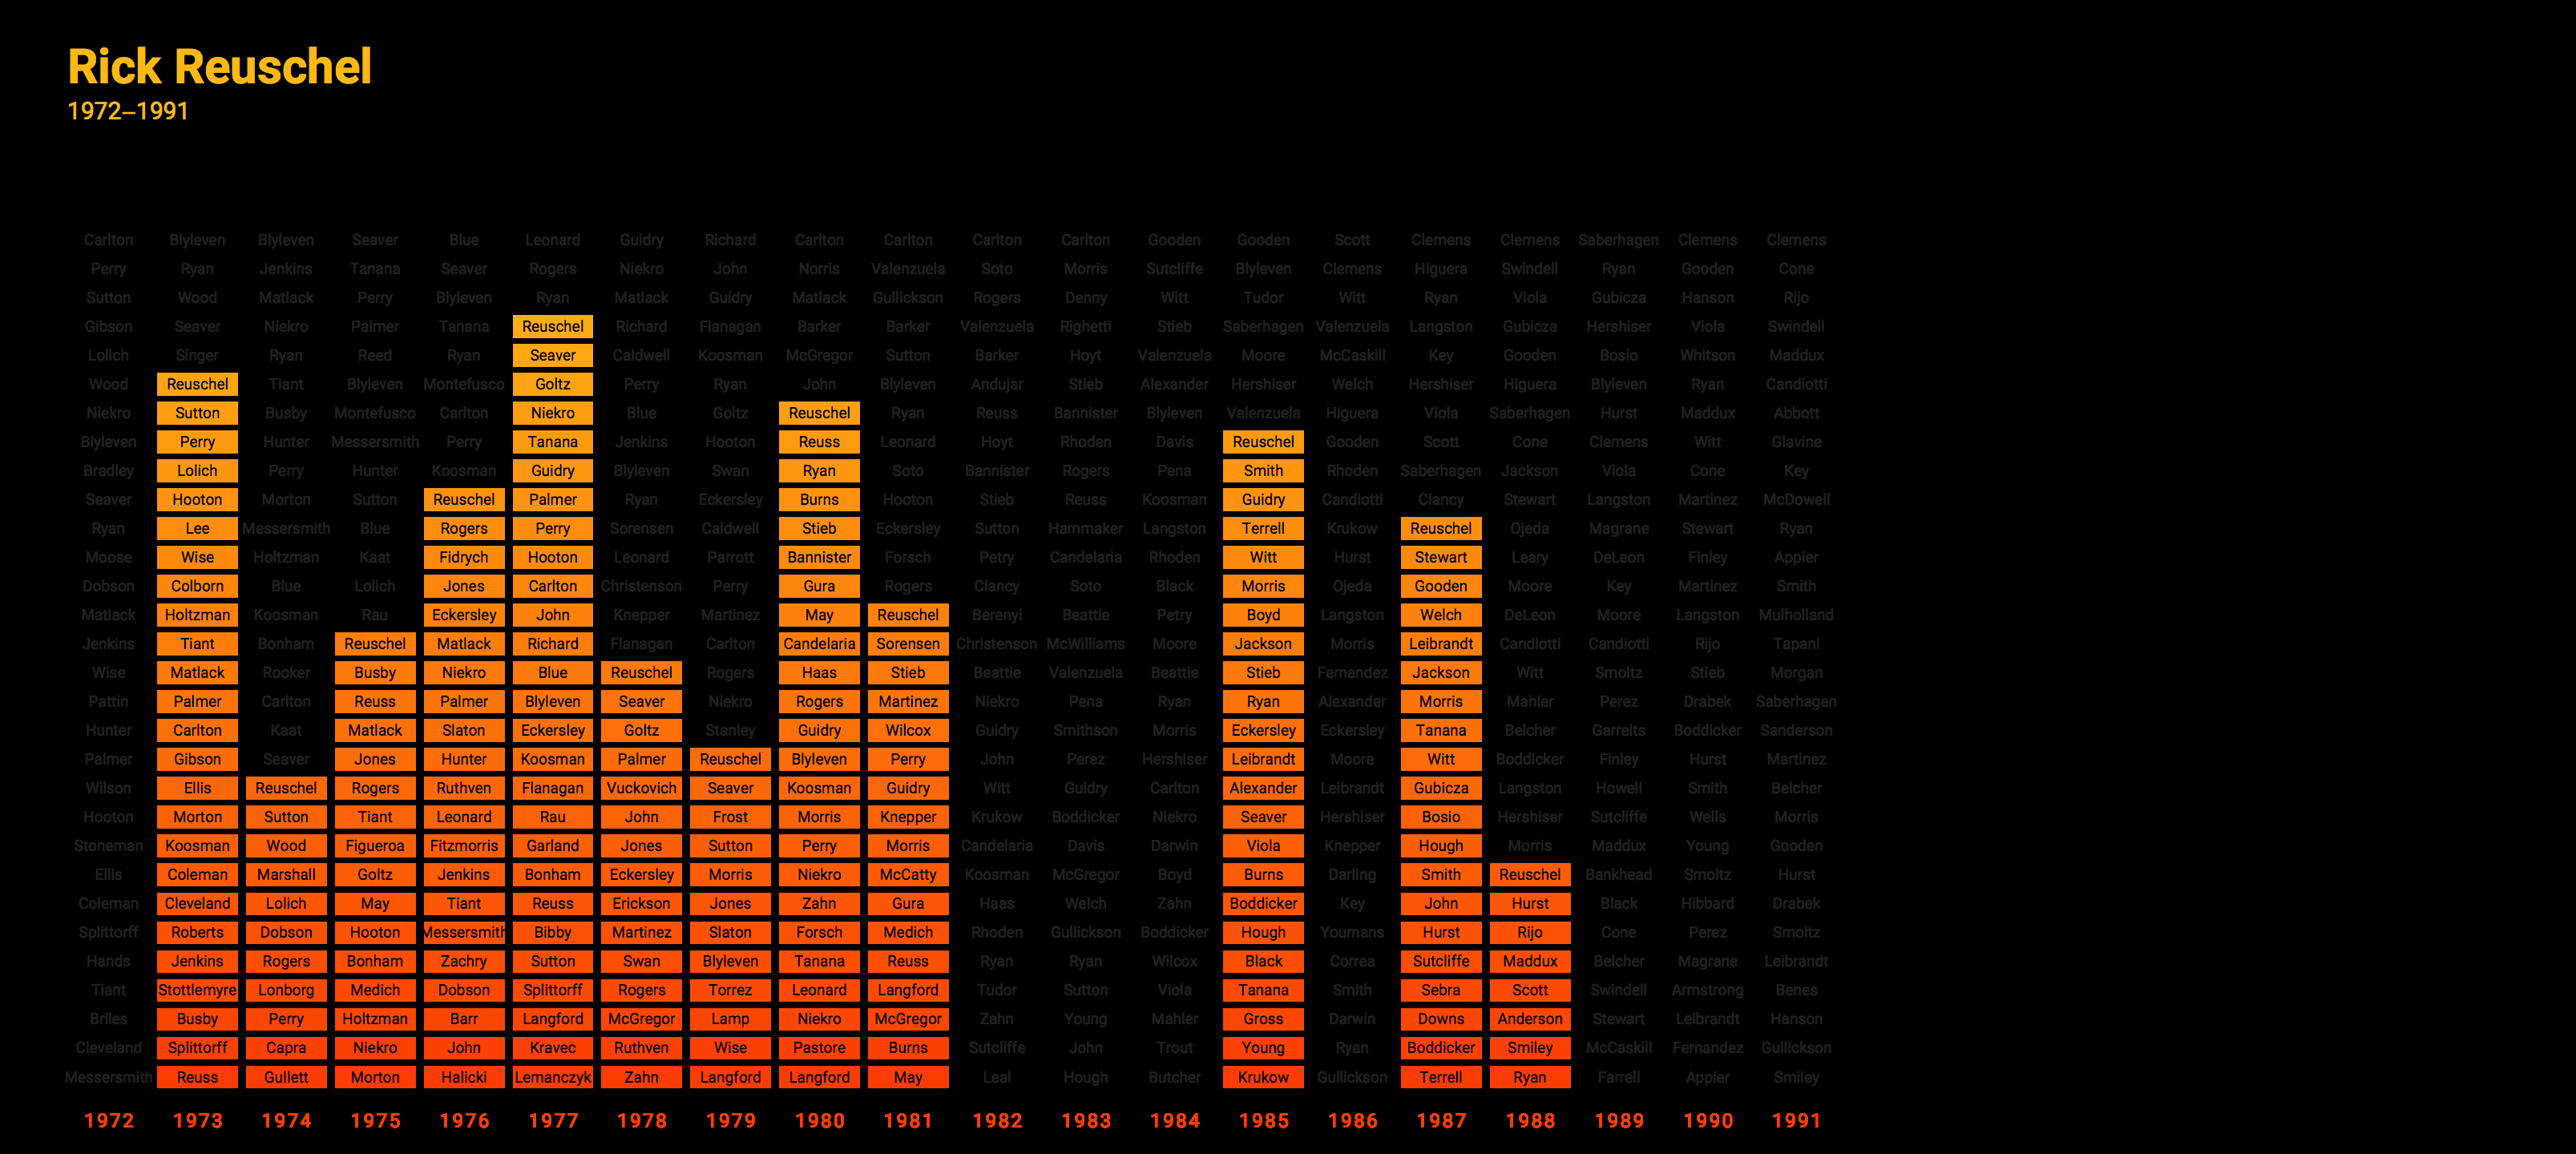 Rick Reuschel
1972–1991
Carlton Blyleven Blyleven Seaver Blue Leonard Guidry Richard Carlton Carlton Carlton Carlton Gooden Gooden Scott Clemens Clemens Saberhagen Clemens Clemens
Perry Ryan Jenkins Tanana Seaver Rogers Niekro John Norris Valenzuela Soto Morris Sutcliffe Blyleven Clemens Higuera Swindell Ryan Gooden Cone
Sutton Wood Matlack Perry Blyleven Ryan Matlack Guidry Matlack Gullickson Rogers Denny Witt Tudor Witt Ryan Viola Gubicza Hanson Rijo
Gibson Seaver Niekro Palmer Tanana Reuschel Richard Flanagan Barker Barker Valenzuela Righetti Stieb Saberhagen Valenzuela Langston Gubicza Hershiser Viola Swindell
Lolich Singer Ryan Reed Ryan Seaver Caldwell Koosman McGregor Sutton Barker Hoyt Valenzuela Moore McCaskill Key Gooden Bosio Whitson Maddux
Wood Reuschel Tiant Blyleven Montefusco Goltz Perry Ryan John Blyleven Andujar Stieb Alexander Hershiser Welch Hershiser Higuera Blyleven Ryan Candiotti
Niekro Sutton Busby Montefusco Carlton Niekro Blue Goltz Reuschel Ryan Reuss Bannister Blyleven Valenzuela Higuera Viola Saberhagen Hurst Maddux Abbott
Blyleven Perry Hunter Messersmith Perry Tanana Jenkins Hooton Reuss Leonard Hoyt Rhoden Davis Reuschel Gooden Scott Cone Clemens Witt Glavine
Bradley Lolich Perry Hunter Koosman Guidry Blyleven Swan Ryan Soto Bannister Rogers Pena Smith Rhoden Saberhagen Jackson Viola Cone Key
Seaver Hooton Morton Sutton Reuschel Palmer Ryan Eckersley Burns Hooton Stieb Reuss Koosman Guidry Candiotti Clancy Stewart Langston Martinez McDowell
Ryan Lee Messersmith Blue Rogers Perry Sorensen Caldwell Stieb Eckersley Sutton Hammaker Langston Terrell Krukow Reuschel Ojeda Magrane Stewart Ryan
Moose Wise Holtzman Kaat Fidrych Hooton Leonard Parrott Bannister Forsch Petry Candelaria Rhoden Witt Hurst Stewart Leary DeLeon Finley Appier
Dobson Colborn Blue Lolich Jones Carlton Christenson Perry Gura Rogers Clancy Soto Black Morris Ojeda Gooden Moore Key Martinez Smith
Matlack Holtzman Koosman Rau Eckersley John Knepper Martinez May Reuschel Berenyi Beattie Petry Boyd Langston Welch DeLeon Moore Langston Mulholland
Jenkins Tiant Bonham Reuschel Matlack Richard Flanagan Carlton Candelaria Sorensen Christenson McWilliams Moore Jackson Morris Leibrandt Candiotti Candiotti Rijo Tapani
Wise Matlack Rooker Busby Niekro Blue Reuschel Rogers Haas Stieb Beattie Valenzuela Beattie Stieb Fernandez Jackson Witt Smoltz Stieb Morgan
Pattin Palmer Carlton Reuss Palmer Blyleven Seaver Niekro Rogers Martinez Niekro Pena Ryan Ryan Alexander Morris Mahler Perez Drabek Saberhagen
Hunter Carlton Kaat Matlack Slaton Eckersley Goltz Stanley Guidry Wilcox Guidry Smithson Morris Eckersley Eckersley Tanana Belcher Garrelts Boddicker Sanderson
Palmer Gibson Seaver Jones Hunter Koosman Palmer Reuschel Blyleven Perry John Perez Hershiser Leibrandt Moore Witt Boddicker Finley Hurst Martinez
Wilson Ellis Reuschel Rogers Ruthven Flanagan Vuckovich Seaver Koosman Guidry Witt Guidry Carlton Alexander Leibrandt Gubicza Langston Howell Smith Belcher
Hooton Morton Sutton Tiant Leonard Rau John Frost Morris Knepper Krukow Boddicker Niekro Seaver Hershiser Bosio Hershiser Sutcliffe Wells Morris
Stoneman Koosman Wood Figueroa Fitzmorris Garland Jones Sutton Perry Morris Candelaria Davis Darwin Viola Knepper Hough Morris Maddux Young Gooden
Ellis Coleman Marshall Goltz Jenkins Bonham Eckersley Morris Niekro McCatty Koosman McGregor Boyd Burns Darling Smith Reuschel Bankhead Smoltz Hurst
Coleman Cleveland Lolich May Tiant Reuss Erickson Jones Zahn Gura Haas Welch Zahn Boddicker Key John Hurst Black Hibbard Drabek
Splittorff Roberts Dobson Hooton Messersmith Bibby Martinez Slaton Forsch Medich Rhoden Gullickson Boddicker Hough Youmans Hurst Rijo Cone Perez Smoltz
Hands Jenkins Rogers Bonham Zachry Sutton Swan Blyleven Tanana Reuss Ryan Ryan Wilcox Black Correa Sutcliffe Maddux Belcher Magrane Leibrandt
Tiant Stottlemyre Lonborg Medich Dobson Splittorff Rogers Torrez Leonard Langford Tudor Sutton Viola Tanana Smith Sebra Scott Swindell Armstrong Benes
Briles Busby Perry Holtzman Barr Langford McGregor Lamp Niekro McGregor Zahn Young Mahler Gross Darwin Downs Anderson Stewart Leibrandt Hanson
Cleveland Splittorff Capra Niekro John Kravec Ruthven Wise Pastore Burns Sutcliffe John Trout Young Ryan Boddicker Smiley McCaskill Fernandez Gullickson
Messersmith Reuss Gullett Morton Halicki Lemanczyk Zahn Langford Langford May Leal Hough Butcher Krukow Gullickson Terrell Ryan Farrell Appier Smiley
1972 1973 1974 1975 1976 1977 1978 1979 1980 1981 1982 1983 1984 1985 1986 1987 1988 1989 1990 1991